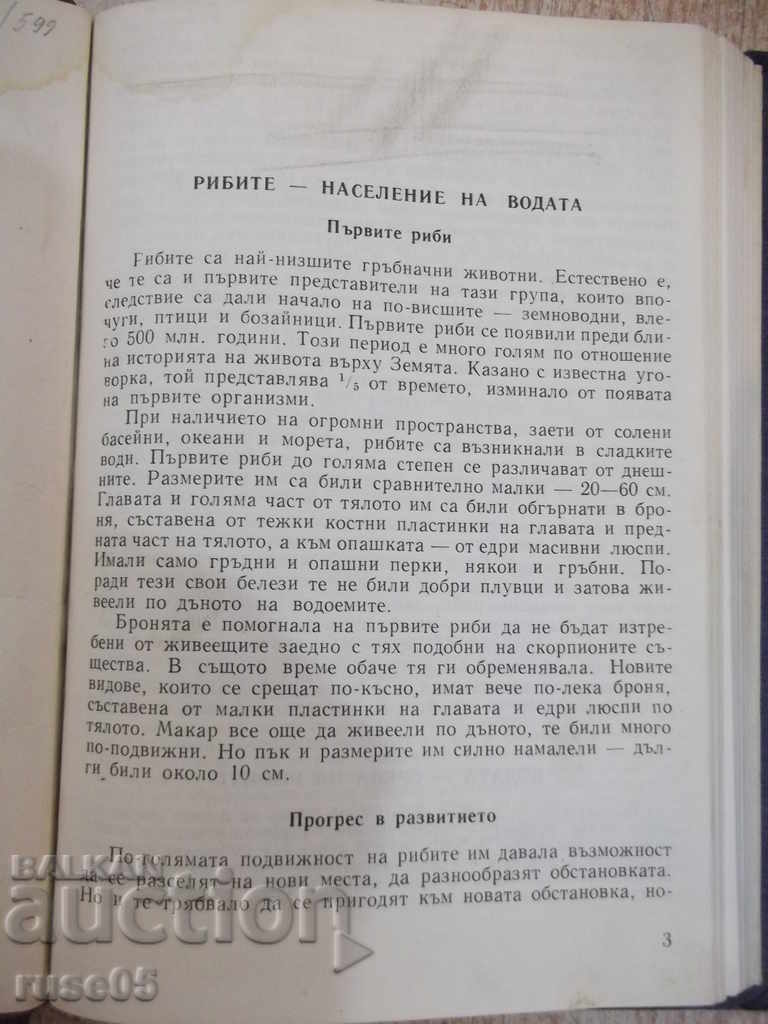 /599
РИБИТЕ — НАСЕЛЕНИЕ НА ВОДАТА
Първите риби
Рибите са най-низшите гръбначни животни. Естествено е,
че те са и първите представители на тази група, които впо-
следствие са дали начало на по-висшите — земноводни, вле-
чуги, птици и бозайници. Първите риби се появили преди бли-
го 500 млн. години. Този период е много голям по отношение
на историята на живота върху Земята. Казано с известна уго-
ворка, той представлява 1/5 от времето, изминало от появата
на първите организми.
При наличието на огромни пространства, заети от солени
басейни, океани и морета, рибите са възникнали в сладките
води. Първите риби до голяма степен се различават от днеш-
ните. Размерите им са били сравнително малки — 20—60 см.
Главата и голяма част от тялото им са били обгърнати в бро-
ня, съставена от тежки костни пластинки на главата и пред-
ната част на тялото, а към опашката — от едри масивни люспи.
Имали само гръдни и опашни перки, някои и гръбни. По-
ради тези свои белези те не били добри плувци и затова жи-
веели по дъното на водоемите.
Бронята е помогнала на първите риби да не бъдат изтре-
бени от живеещите заедно с тях подобни на скорпионите съ-
щества. В същото време обаче тя ги обременявала. Новите
видове, които се срещат по-късно, имат вече по-лека броня,
съставена от малки пластинки на главата и едри люспи по
тялото. Макар все още да живеели по дъното, те били много
по-подвижни. Но пък и размерите им силно намалели — дъл-
ги били около 10 см.
Прогрес в развитието
По-голямата подвижност на рибите им давала възможност
да се разселят на нови места, да разнообразят обстановката.
Но и те трябвало да се пригодят към новата обстановка, но-
3
BALKAN
auction
ruse05